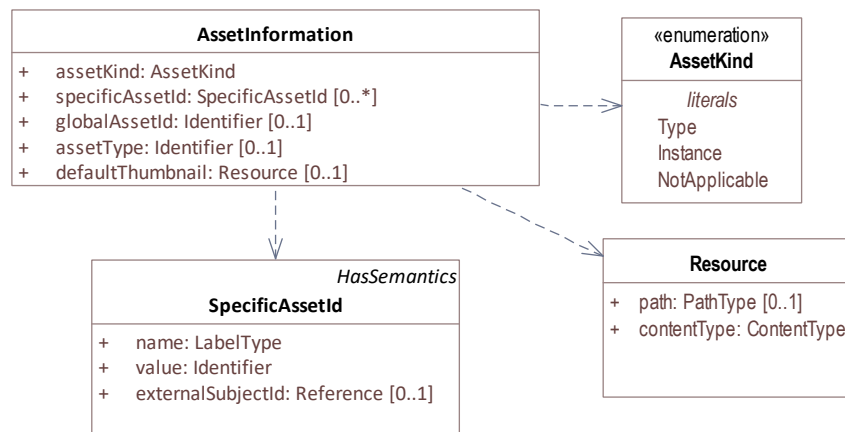 AssetInformation
+ assetKind: AssetKind
+ specificAssetId: SpecificAssetId [0..*]
+ globalAssetId: Identifier [0..1]
+ assetType: Identifier [0..1]
+ defaultThumbnail: Resource [0..1]
«enumeration»
AssetKind
literals
Type
Instance
NotApplicable
HasSemantics
SpecificAssetId
+ name: LabelType
+ value: Identifier
+ externalSubjectId: Reference [0..1]
Resource
+ path: PathType [0..1]
+ contentType: ContentType